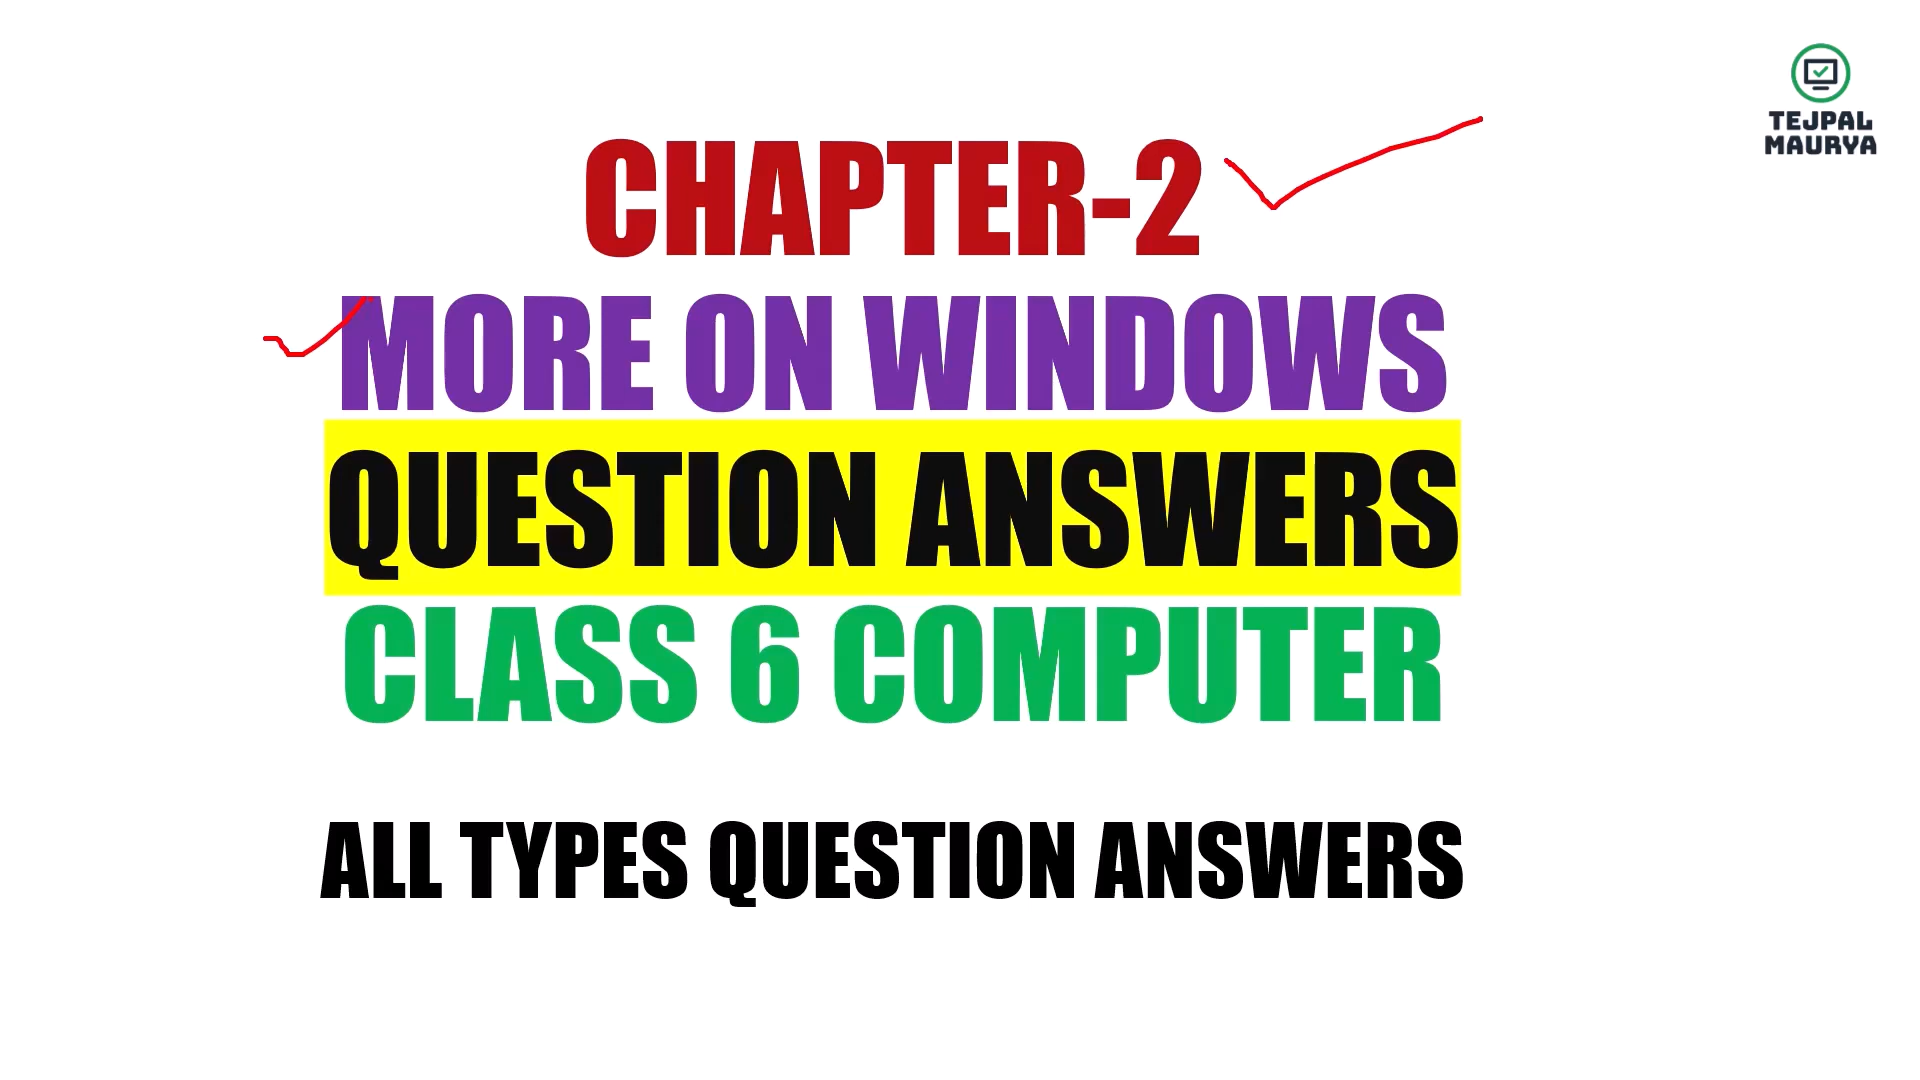 TEJPAL
MAURYA
CHAPTER-2
MORE ON WINDOWS
QUESTION ANSWERS
CLASS 6 COMPUTER
ALL TYPES QUESTION ANSWERS